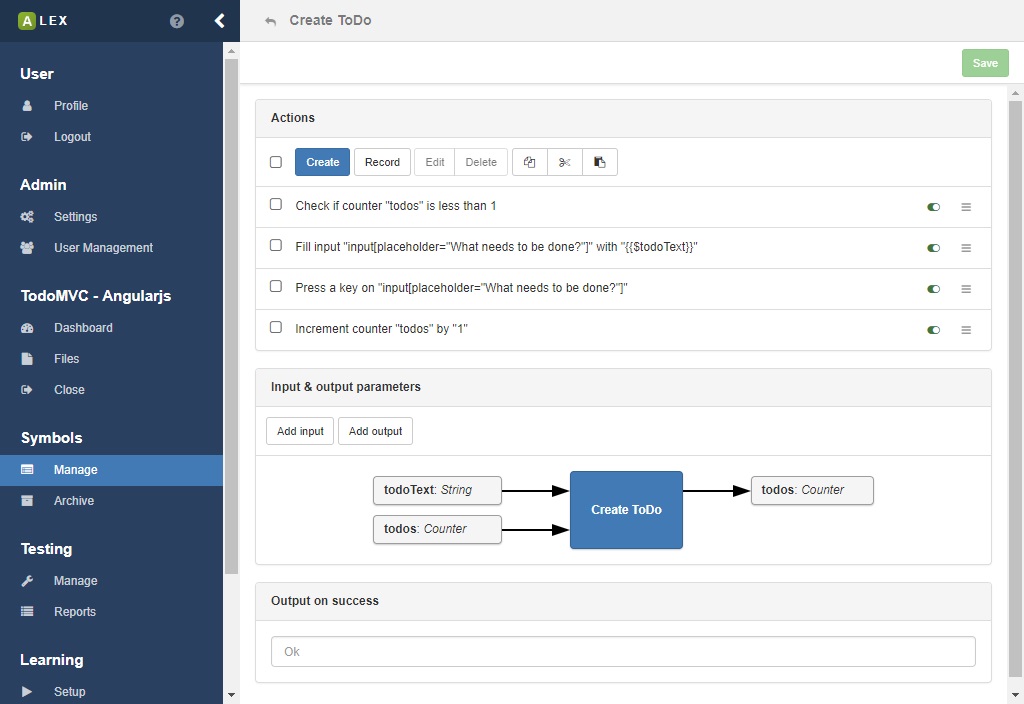 A LEX
Create ToDo
Save
User
Profile
Logout
Admin
Settings
User Management
TodoMVC - Angularjs
Dashboard
Files
Close
Symbols
Manage
Archive
Testing
Manage
Reports
Learning
Setup
Actions
Create Record Edit Delete
Check if counter "todos" is less than 1
Fill input "input[placeholder="What needs to be done?"]" with "{{$todoText}}"
Press a key on "input[placeholder="What needs to be done?"]"
Increment counter "todos" by "1"
Input & output parameters
Add input Add output
todoText: String
todos: Counter
Create ToDo
todos: Counter
Output on success
Ok